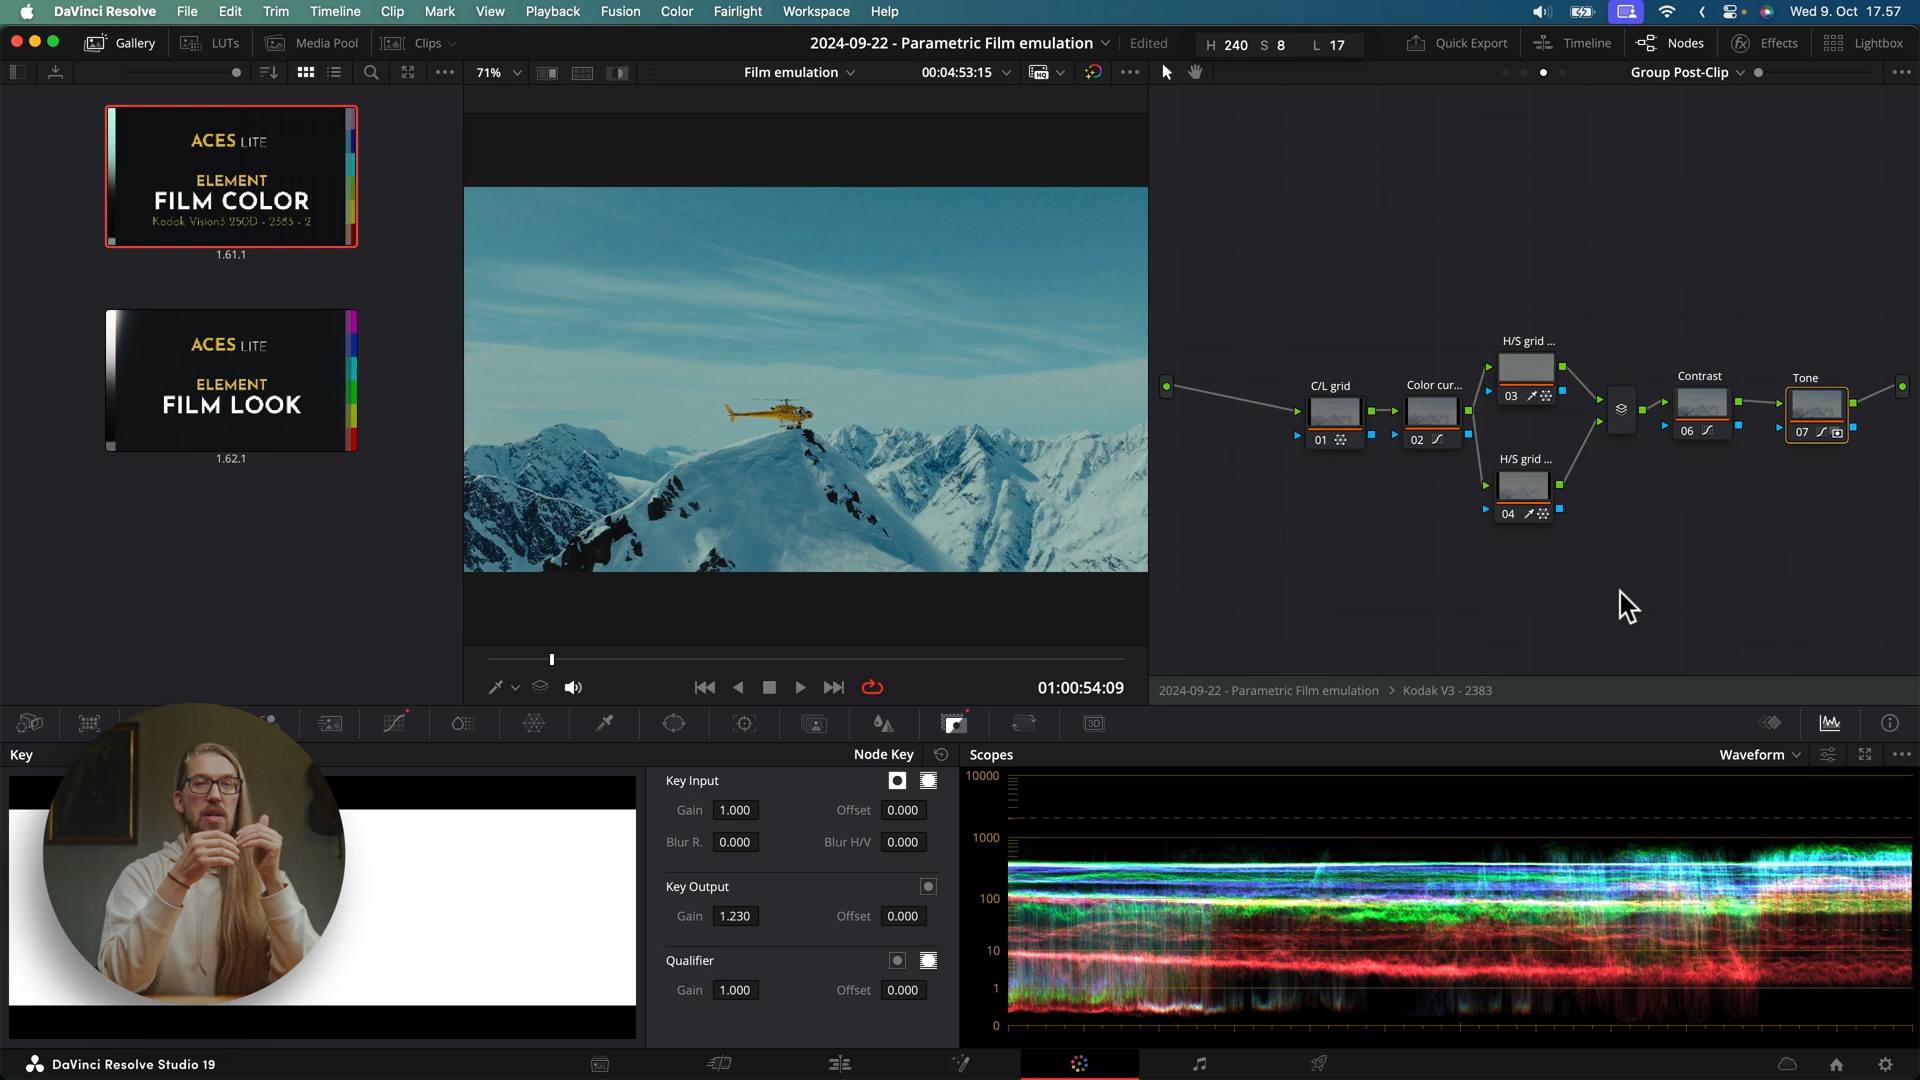 DaVinci Resolve File Edit Trim Timeline Clip Mark View Playback Fusion Color Fairlight Workspace Help
Wed 9. Oct 17.57
Gallery LUTs Media Pool Clips
2024-09-22 - Parametric Film emulation Edited
H 240 S 8 L 17
Quick Export Timeline Nodes Effects Lightbox
71%
Film emulation
00:04:53:15
Group Post-Clip
ACES LITE
ELEMENT
FILM COLOR
Kodak Vision3 250D - 2383 - 2
1.61.1
ACES LITE
ELEMENT
FILM LOOK
1.62.1
H/S grid ...
03
C/L grid
01
Color cur...
02
H/S grid ...
04
Contrast
06
Tone
07
01:00:54:09
2024-09-22 - Parametric Film emulation > Kodak V3 - 2383
3D
Key
Node Key
Key Input
Gain 1.000 Offset 0.000
Blur R. 0.000 Blur H/V 0.000
Key Output
Gain 1.230 Offset 0.000
Qualifier
Gain 1.000 Offset 0.000
Scopes
Waveform
10000
1000
100
10
1
0
DaVinci Resolve Studio 19